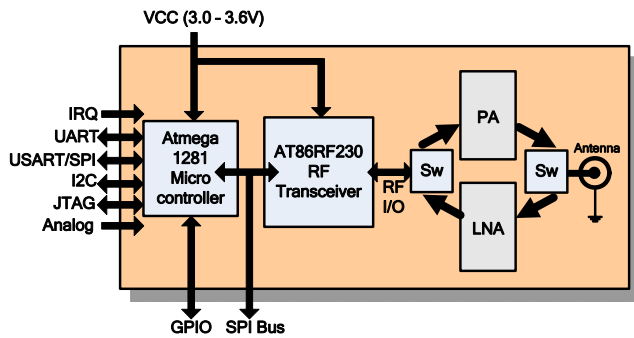 VCC (3.0 – 3.6V)
IRQ
UART
USART/SPI
I2C
JTAG
Analog
Atmega
1281
Micro
controller
AT86RF230
RF
Transceiver
RF
I/O
Sw
PA
LNA
Sw
Antenna
GPIO
SPI Bus